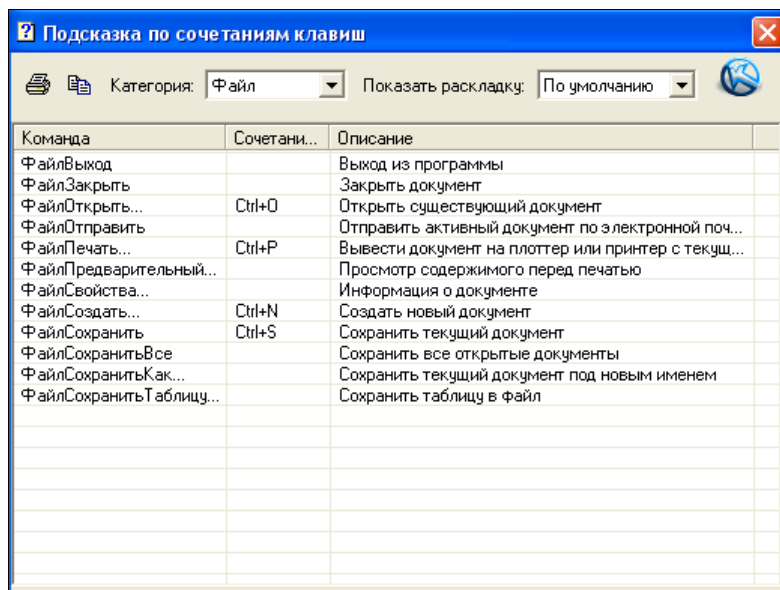 Подсказка по сочетаниям клавиш
Категория: Файл Показать раскладку: По умолчанию
Команда Сочетани... Описание
ФайлВыход Выход из программы
ФайлЗакрыть Закрыть документ
ФайлОткрыть... Ctrl+O Открыть существующий документ
ФайлОтправить Отправить активный документ по электронной поч...
ФайлПечать... Ctrl+P Вывести документ на плоттер или принтер с текущ...
ФайлПредварительный... Просмотр содержимого перед печатью
ФайлСвойства... Информация о документе
ФайлСоздать... Ctrl+N Создать новый документ
ФайлСохранить Ctrl+S Сохранить текущий документ
ФайлСохранитьВсе Сохранить все открытые документы
ФайлСохранитьКак... Сохранить текущий документ под новым именем
ФайлСохранитьТаблицу... Сохранить таблицу в файл